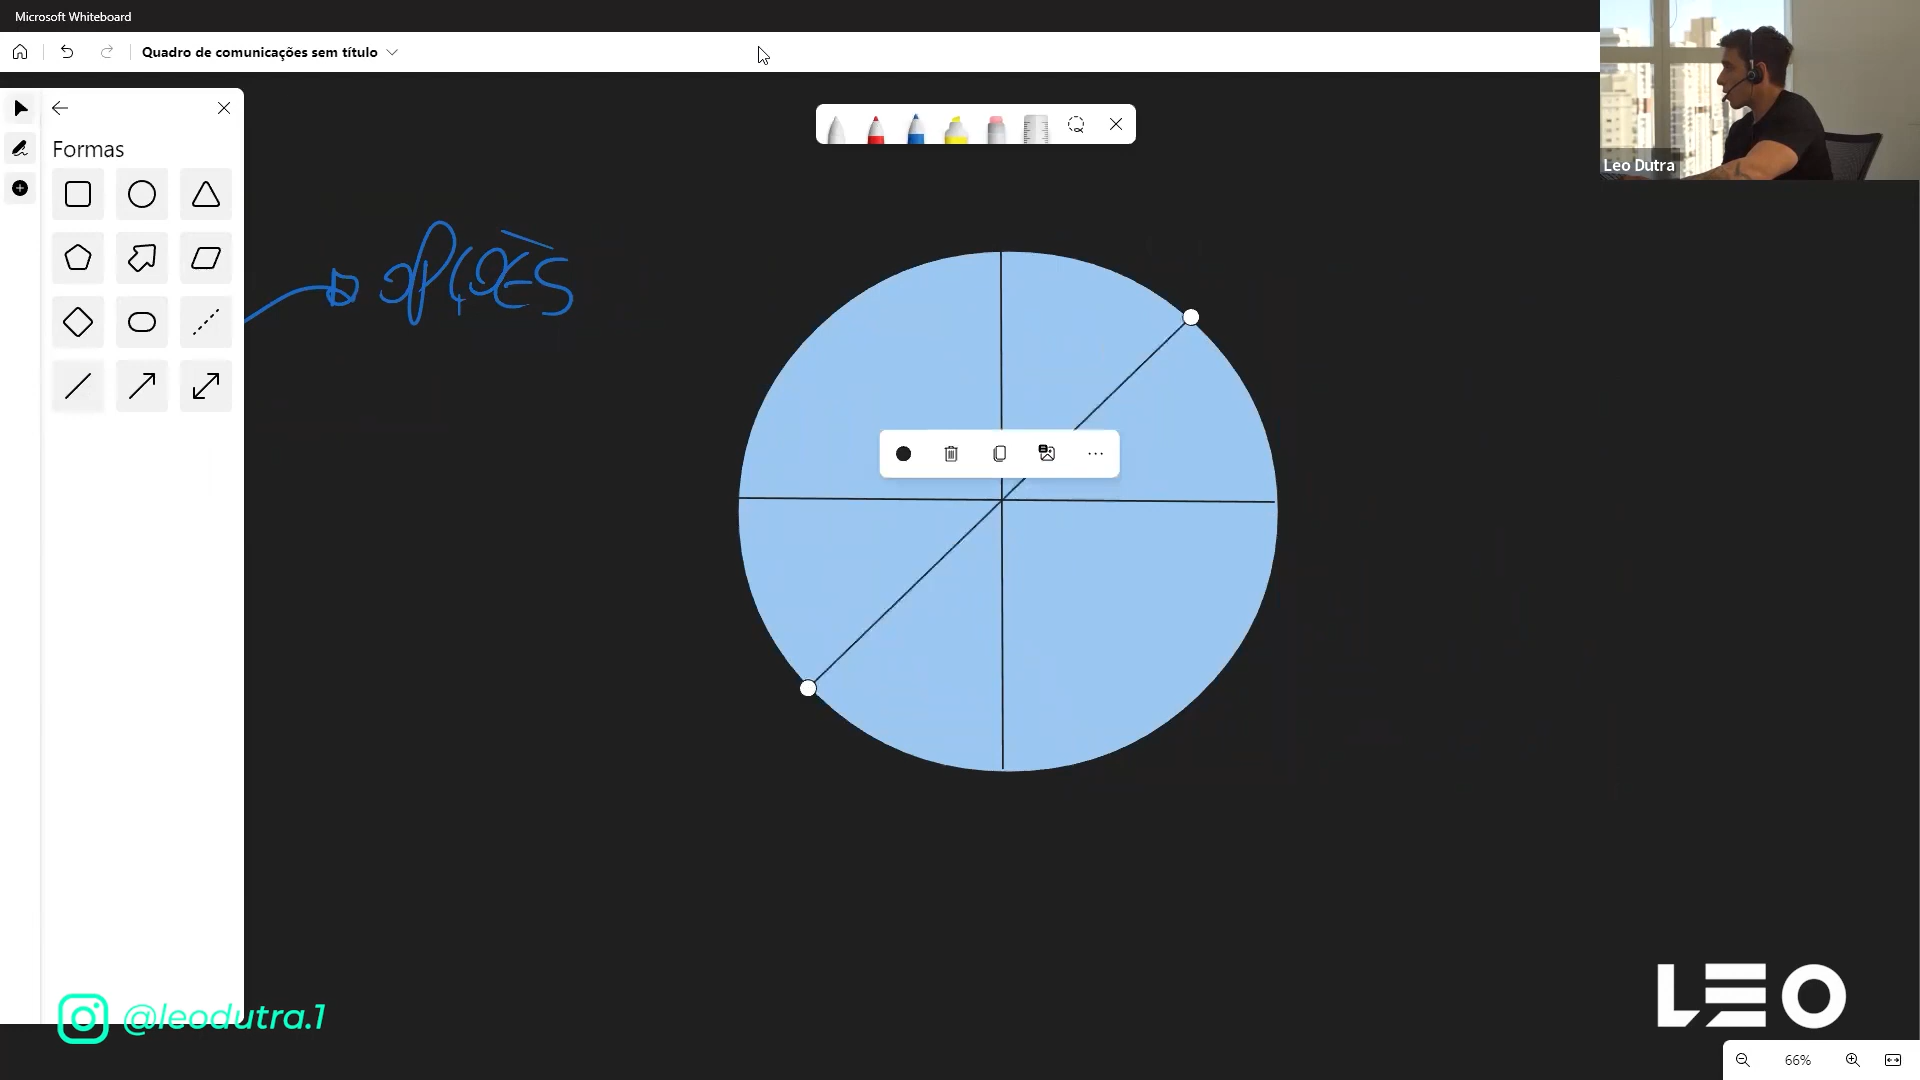 Microsoft Whiteboard
Quadro de comunicações sem título
Leo Dutra
Formas
opções
@leodutra.1
LEO
66%